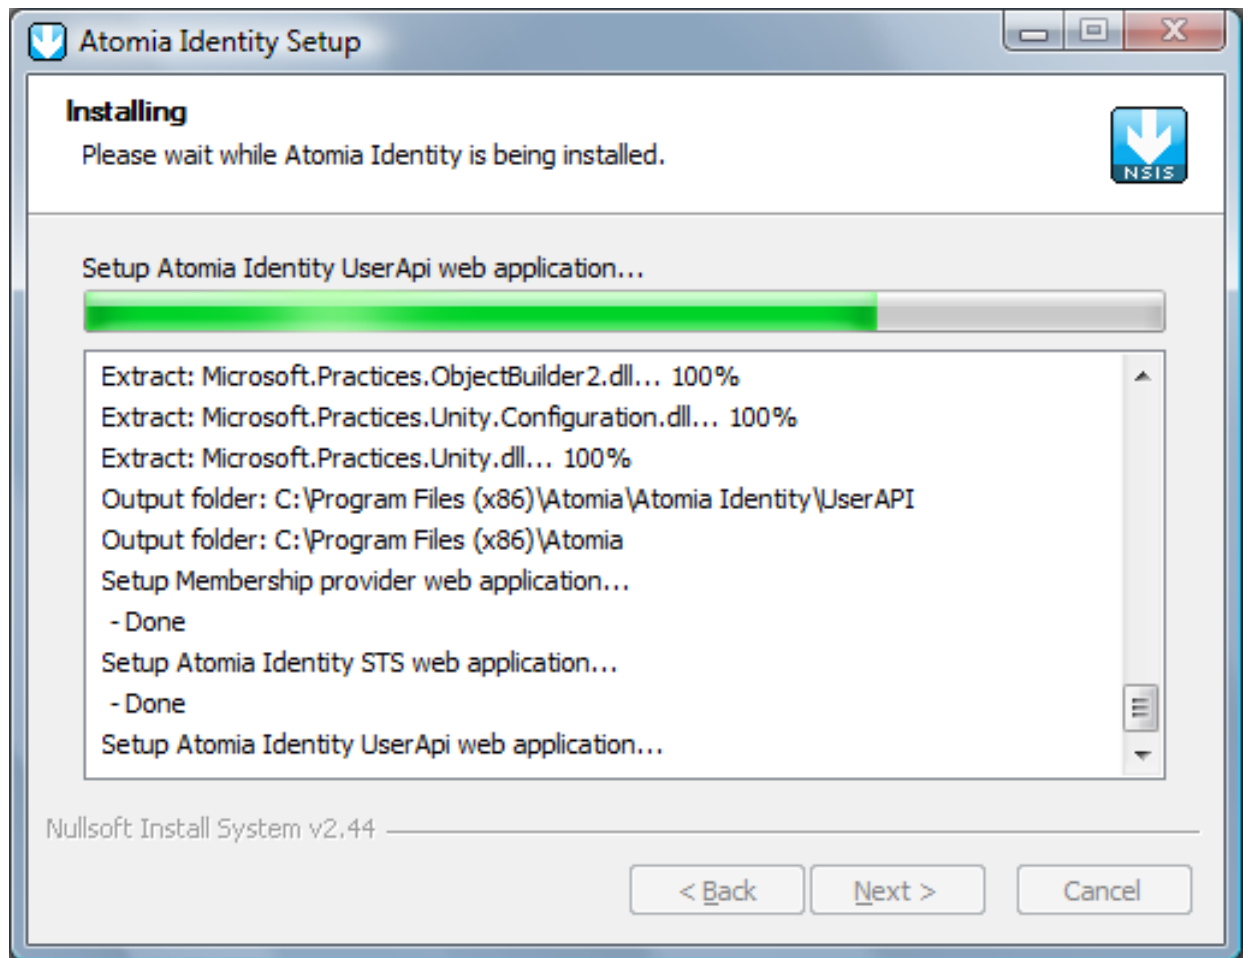 Atomia Identity Setup
Installing
Please wait while Atomia Identity is being installed.
NSIS
Setup Atomia Identity UserApi web application...
Extract: Microsoft.Practices.ObjectBuilder2.dll... 100%
Extract: Microsoft.Practices.Unity.Configuration.dll... 100%
Extract: Microsoft.Practices.Unity.dll... 100%
Output folder: C:\Program Files (x86)\Atomia\Atomia Identity\UserAPI
Output folder: C:\Program Files (x86)\Atomia
Setup Membership provider web application...
- Done
Setup Atomia Identity STS web application...
- Done
Setup Atomia Identity UserApi web application...
Nullsoft Install System v2.44
< Back Next > Cancel